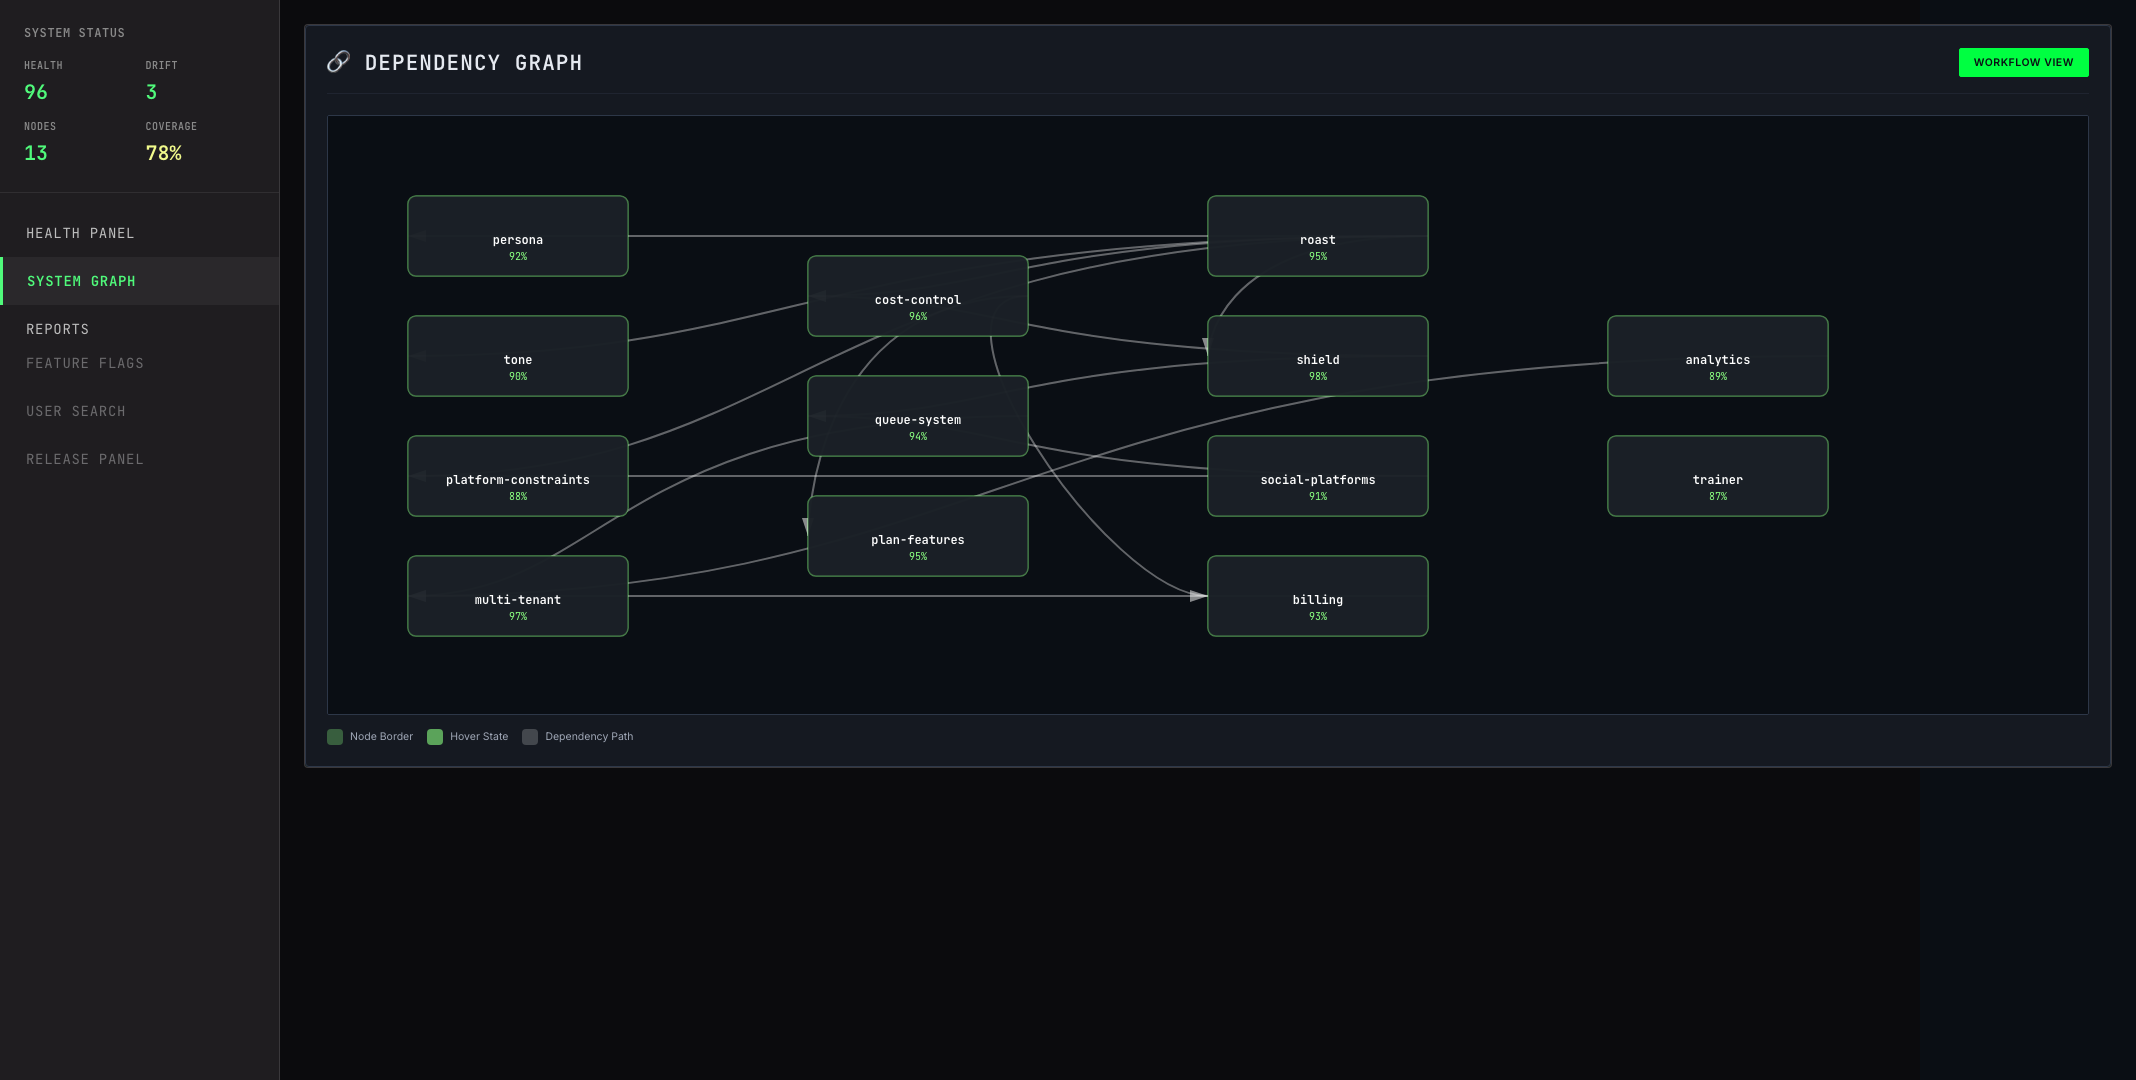 SYSTEM STATUS
HEALTH
96
DRIFT
3
NODES
13
COVERAGE
78%
HEALTH PANEL
SYSTEM GRAPH
REPORTS
FEATURE FLAGS
USER SEARCH
RELEASE PANEL
DEPENDENCY GRAPH
WORKFLOW VIEW
persona
92%
roast
95%
cost-control
96%
tone
90%
shield
98%
analytics
89%
queue-system
94%
platform-constraints
88%
social-platforms
91%
trainer
87%
plan-features
95%
multi-tenant
97%
billing
93%
Node Border
Hover State
Dependency Path